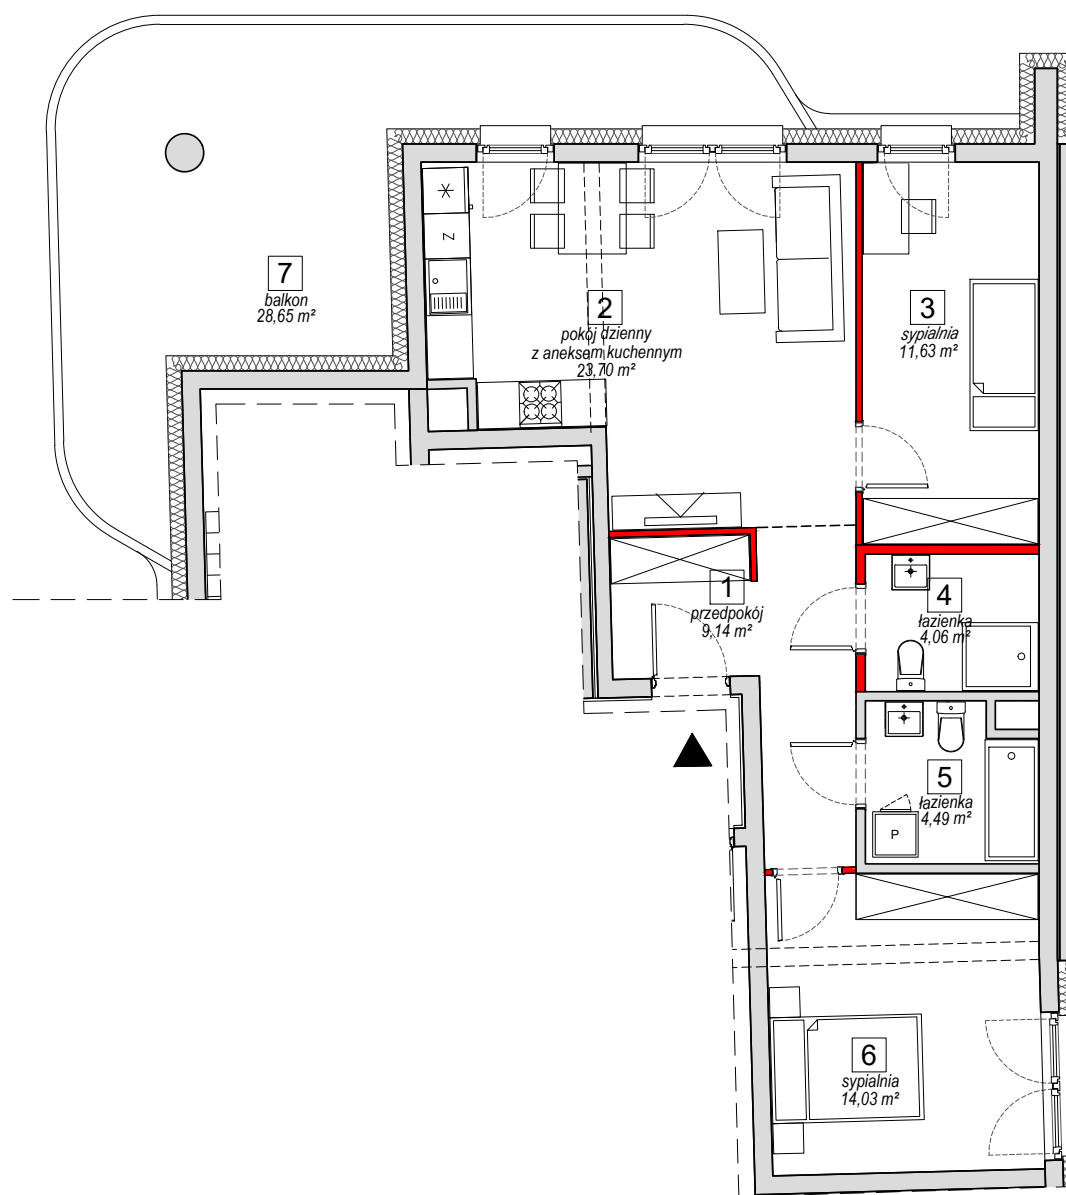 7
balkon
28,65 m²
2
pokój dzienny
z aneksem kuchennym
23,70 m²
3
sypialnia
11,63 m²
Z
1
przedpokój
9,14 m²
4
łazienka
4,06 m²
5
łazienka
4,49 m²
P
6
sypialnia
14,03 m²